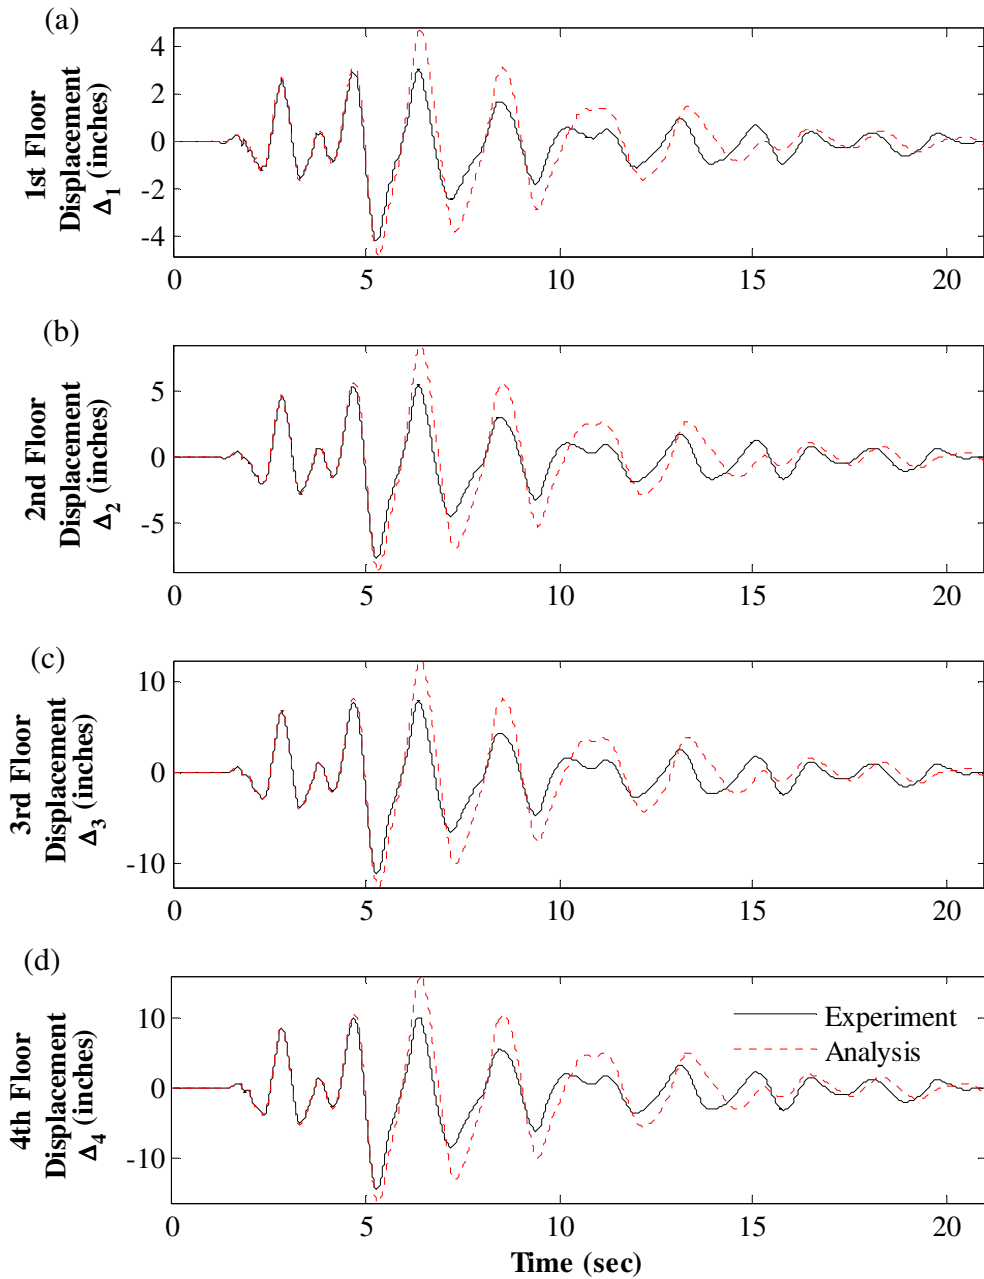 (a)
1st Floor
Displacement
Δ1 (inches)
4
2
0
-2
-4
0 5 10 15 20
(b)
2nd Floor
Displacement
Δ2 (inches)
5
0
-5
0 5 10 15 20
(c)
3rd Floor
Displacement
Δ3 (inches)
10
0
-10
0 5 10 15 20
(d)
4th Floor
Displacement
Δ4 (inches)
10
0
-10
Experiment
Analysis
0 5 10 15 20
Time (sec)